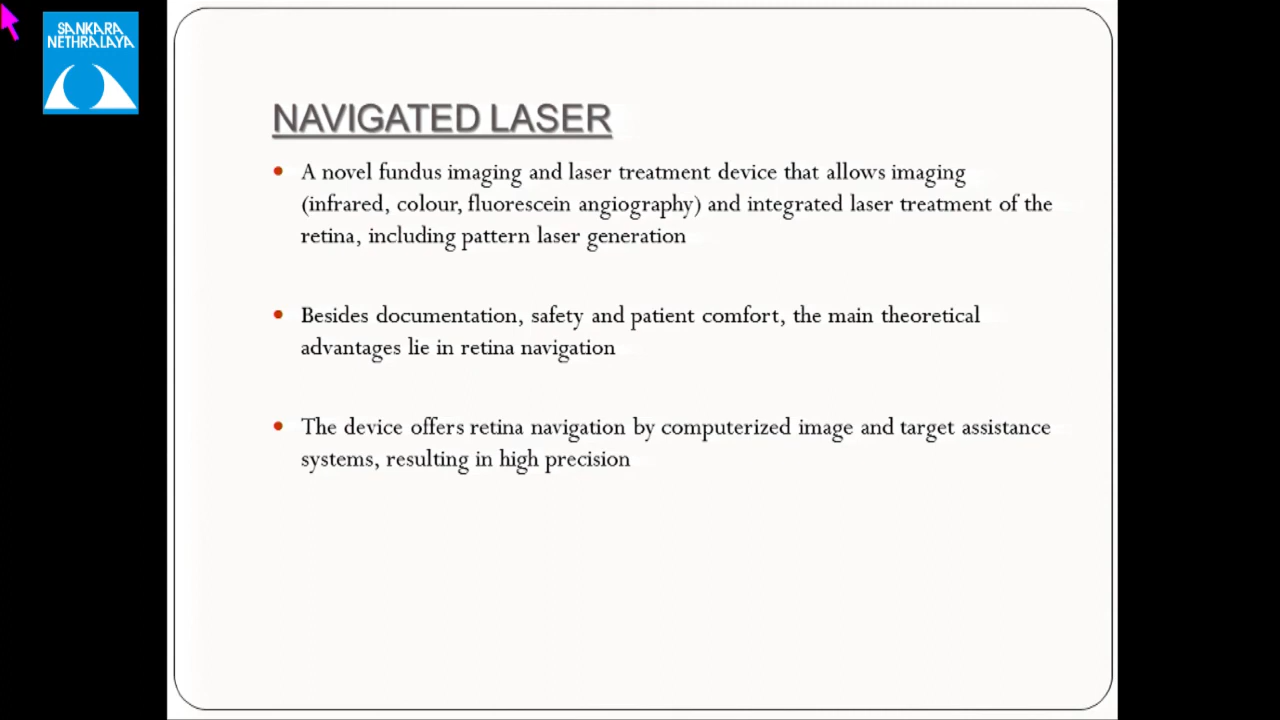 SANKARA
NETHRALAYA
NAVIGATED LASER
• A novel fundus imaging and laser treatment device that allows imaging
(infrared, colour, fluorescein angiography) and integrated laser treatment of the
retina, including pattern laser generation
• Besides documentation, safety and patient comfort, the main theoretical
advantages lie in retina navigation
• The device offers retina navigation by computerized image and target assistance
systems, resulting in high precision